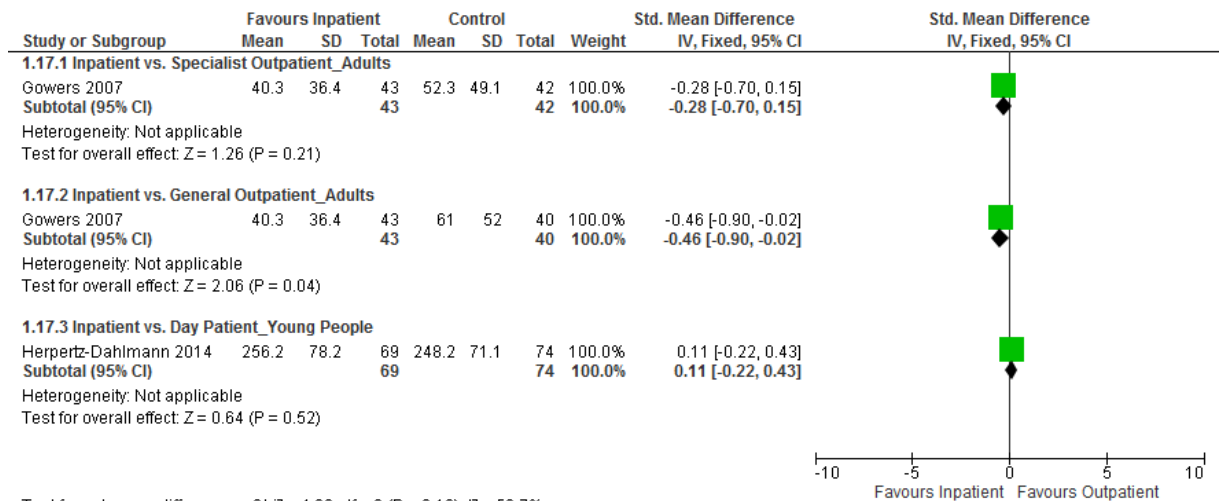 Favours Inpatient Control Std. Mean Difference Std. Mean Difference
Study or Subgroup Mean SD Total Mean SD Total Weight IV, Fixed, 95% CI IV, Fixed, 95% CI
1.17.1 Inpatient vs. Specialist Outpatient_Adults
Gowers 2007 40.3 36.4 43 52.3 49.1 42 100.0% -0.28 [-0.70, 0.15]
Subtotal (95% CI) 43 42 100.0% -0.28 [-0.70, 0.15]
Heterogeneity: Not applicable
Test for overall effect: Z = 1.26 (P = 0.21)
1.17.2 Inpatient vs. General Outpatient_Adults
Gowers 2007 40.3 36.4 43 61 52 40 100.0% -0.46 [-0.90, -0.02]
Subtotal (95% CI) 43 40 100.0% -0.46 [-0.90, -0.02]
Heterogeneity: Not applicable
Test for overall effect: Z = 2.06 (P = 0.04)
1.17.3 Inpatient vs. Day Patient_Young People
Herpertz-Dahlmann 2014 256.2 78.2 69 248.2 71.1 74 100.0% 0.11 [-0.22, 0.43]
Subtotal (95% CI) 69 74 100.0% 0.11 [-0.22, 0.43]
Heterogeneity: Not applicable
Test for overall effect: Z = 0.64 (P = 0.52)
-10 -5 0 5 10
Favours Inpatient Favours Outpatient